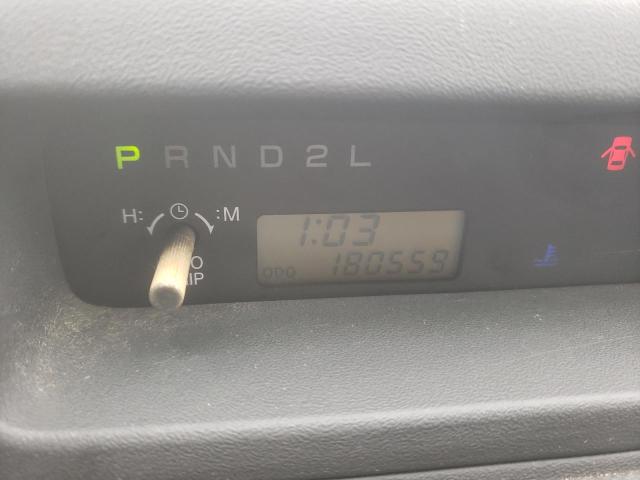 P R N D 2 L
H: :M
1:03
ODO 180559